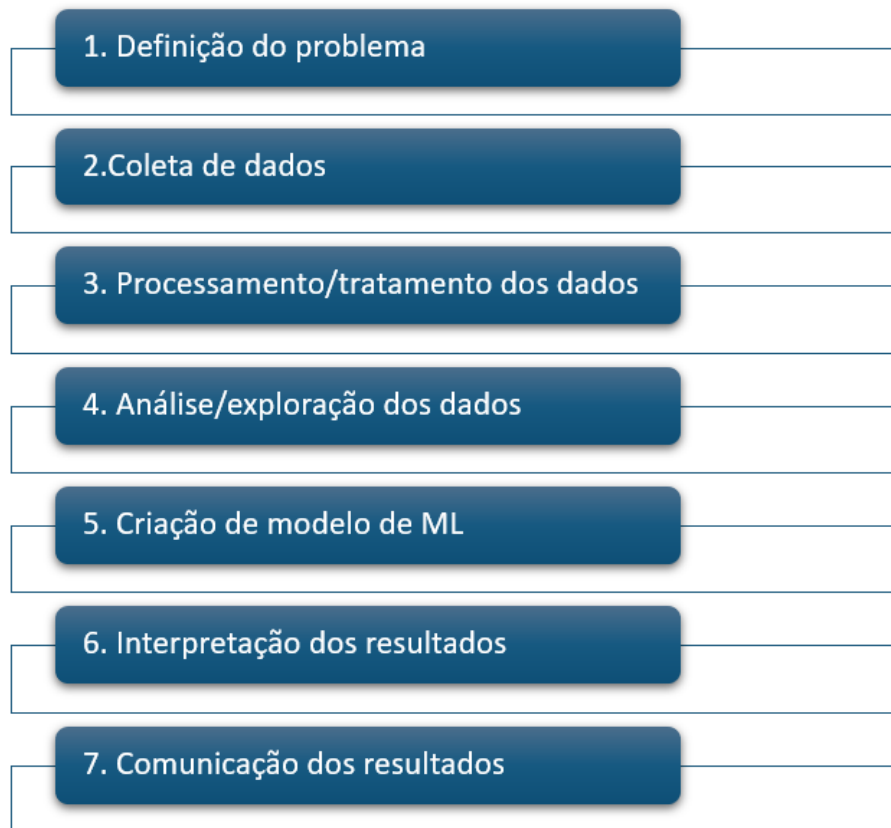 1. Definição do problema
2.Coleta de dados
3. Processamento/tratamento dos dados
4. Análise/exploração dos dados
5. Criação de modelo de ML
6. Interpretação dos resultados
7. Comunicação dos resultados